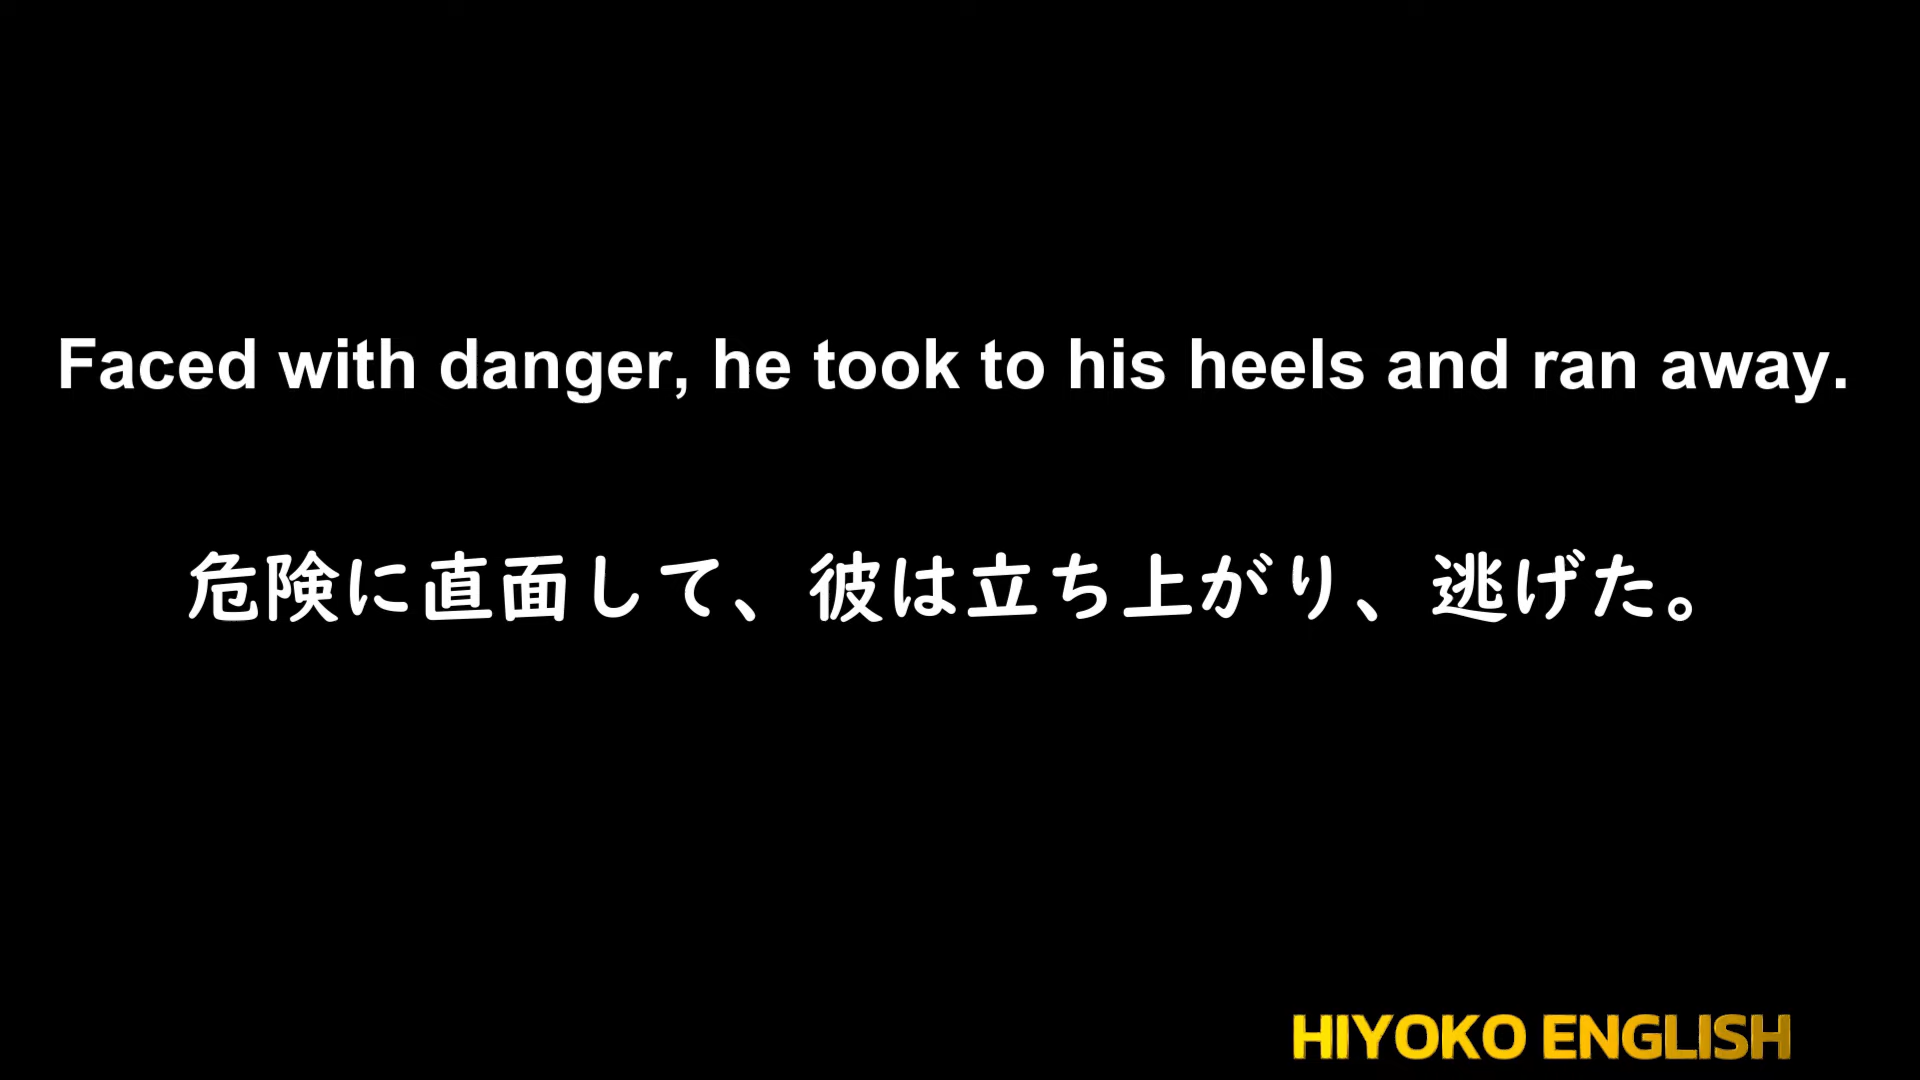 Faced with danger, he took to his heels and ran away.
危険に直面して、彼は立ち上がり、逃げた。
HIYOKO ENGLISH